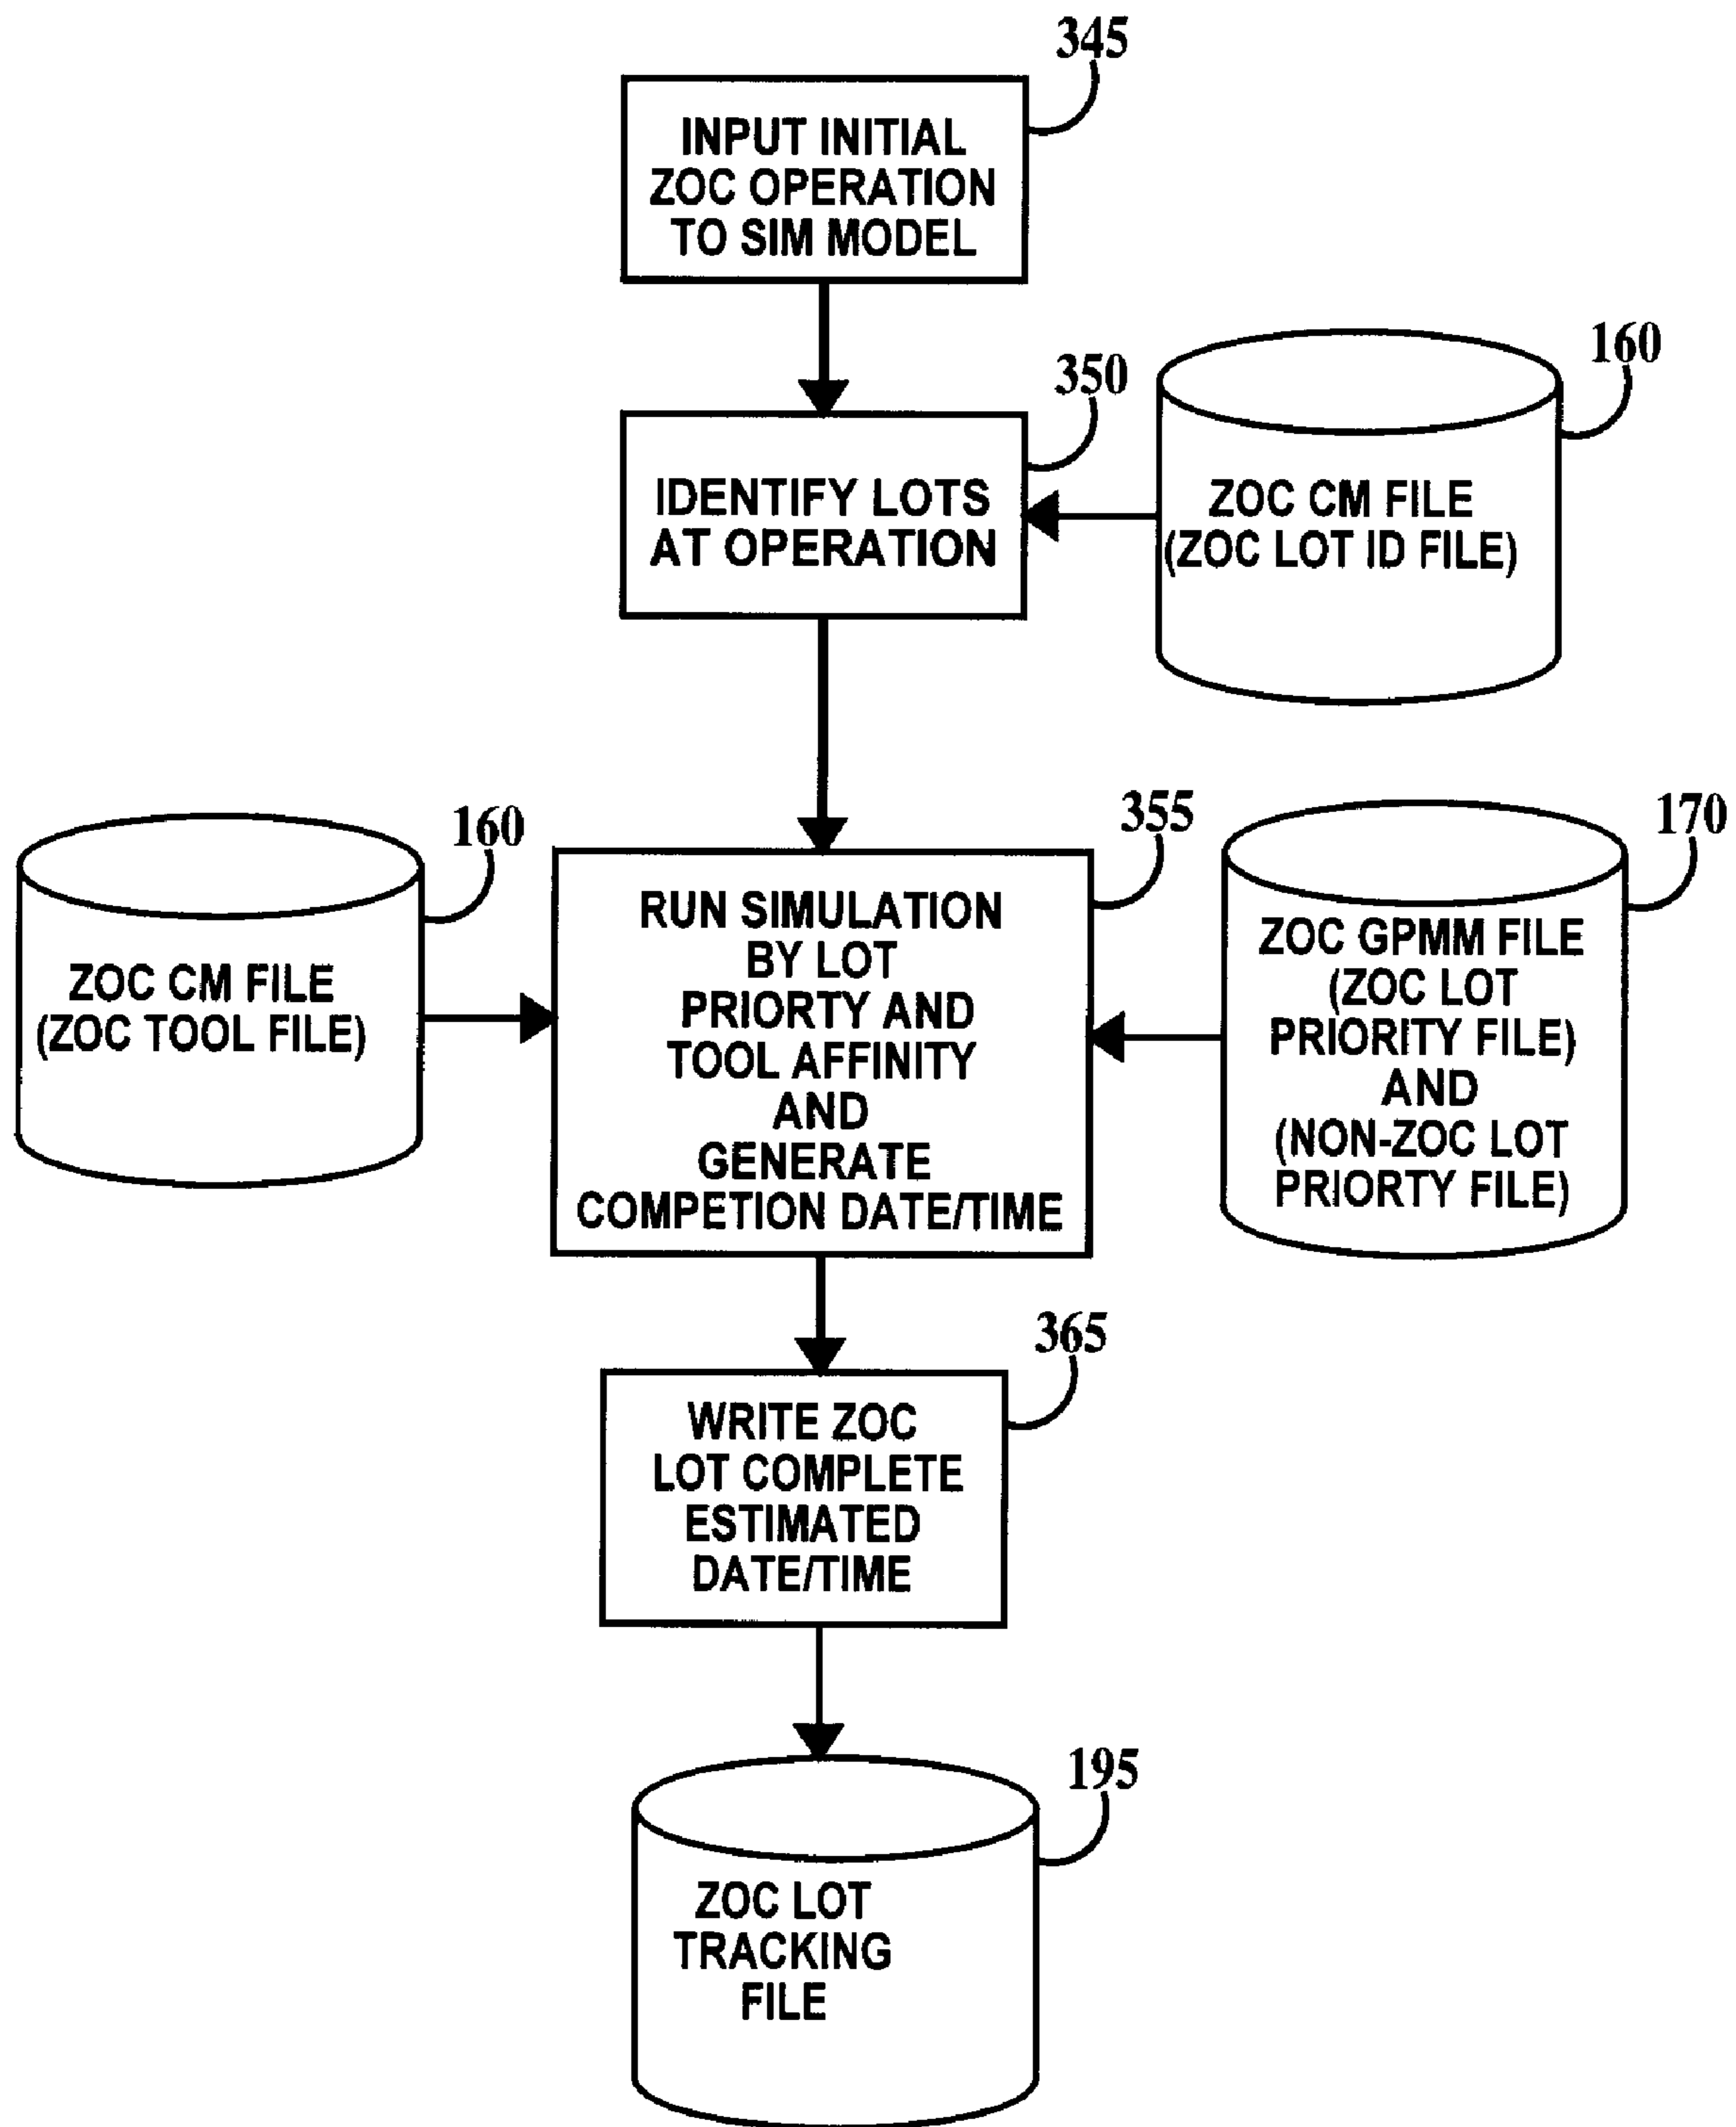 345
INPUT INITIAL
ZOC OPERATION
TO SIM MODEL
350
IDENTIFY LOTS
AT OPERATION
160
ZOC CM FILE
(ZOC LOT ID FILE)
160
ZOC CM FILE
(ZOC TOOL FILE)
355
RUN SIMULATION
BY LOT
PRIORTY AND
TOOL AFFINITY
AND
GENERATE
COMPETION DATE/TIME
170
ZOC GPMM FILE
(ZOC LOT
PRIORITY FILE)
AND
(NON-ZOC LOT
PRIORTY FILE)
365
WRITE ZOC
LOT COMPLETE
ESTIMATED
DATE/TIME
195
ZOC LOT
TRACKING
FILE